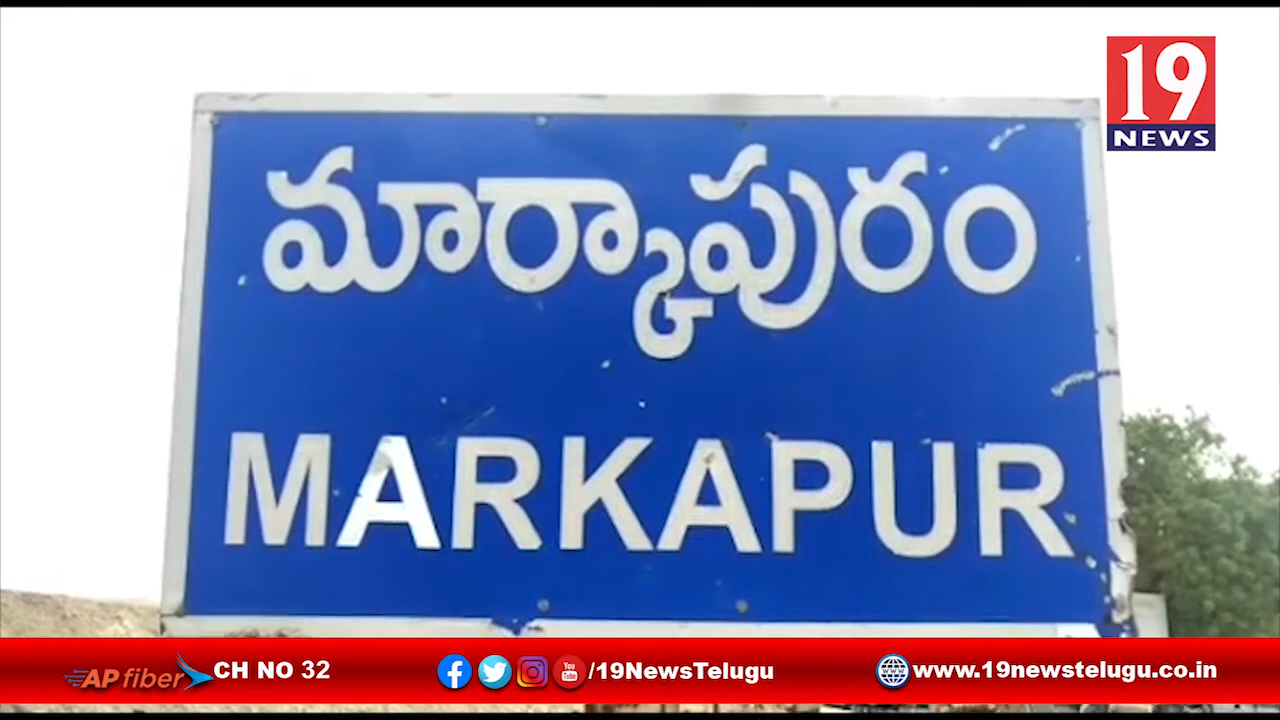 19
NEWS
మార్కాపురం
MARKAPUR
AP fiber CH NO 32 /19NewsTelugu www.19newstelugu.co.in